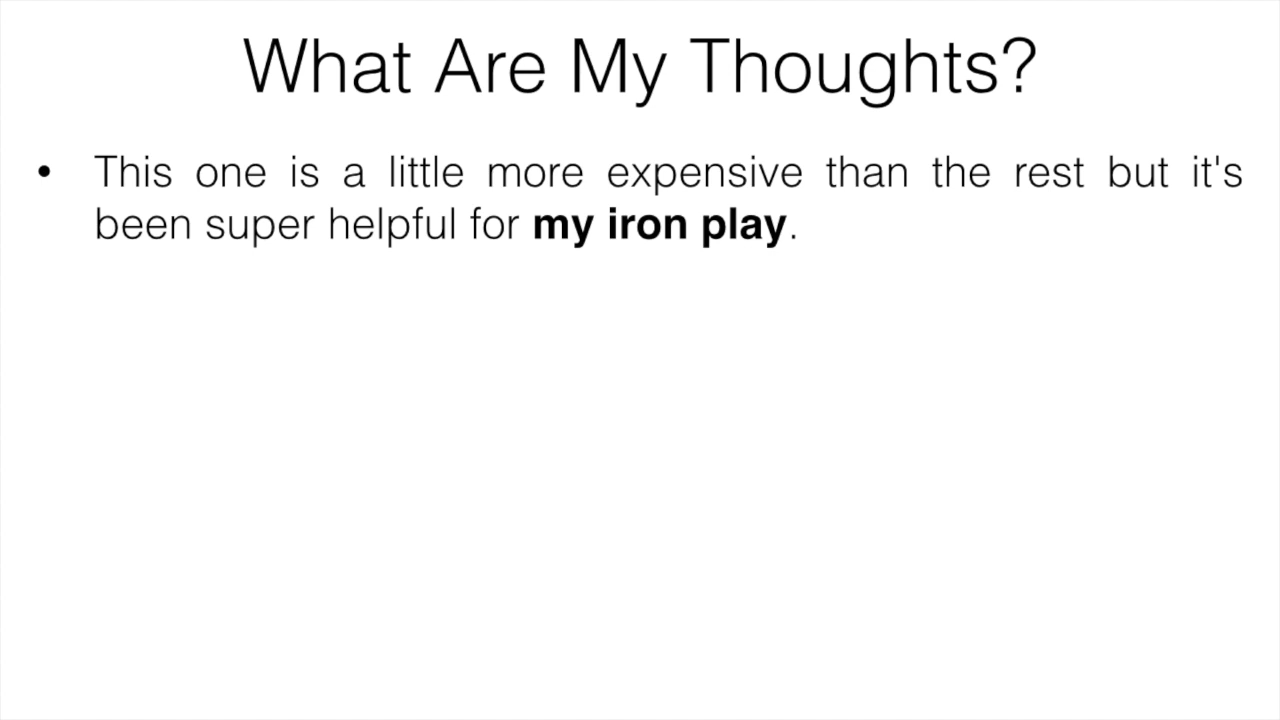 What Are My Thoughts?
• This one is a little more expensive than the rest but it's
been super helpful for my iron play.